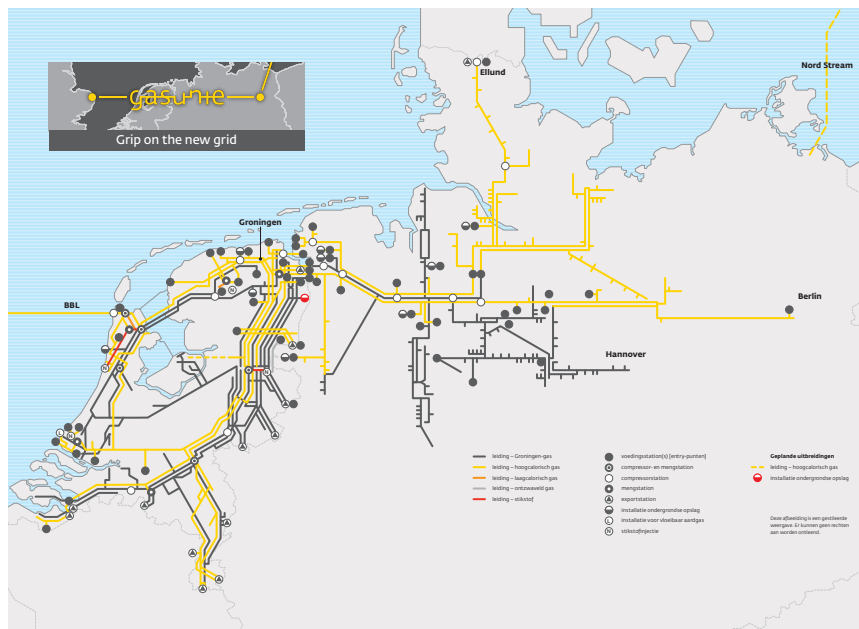 Nord Stream
Ellund
gasunie
Grip on the new grid
Groningen
BBL
Berlin
Hannover
leiding – Groningen-gas
leiding – hoogcalorisch gas
leiding – laagcalorisch gas
leiding – ontzwaveld gas
leiding – stikstof
voedingsstation(s) (entry-punten)
compressor- en mengstation
compressorstation
mengstation
exportstation
installatie ondergrondse opslag
installatie voor vloeibaar aardgas
stikstofinjectie
Geplande uitbreidingen
leiding – hoogcalorisch gas
installatie ondergrondse opslag
Deze afbeelding is een gestileerde
weergave. Er kunnen geen rechten
aan worden ontleend.
L
N
N
N
N
L
N